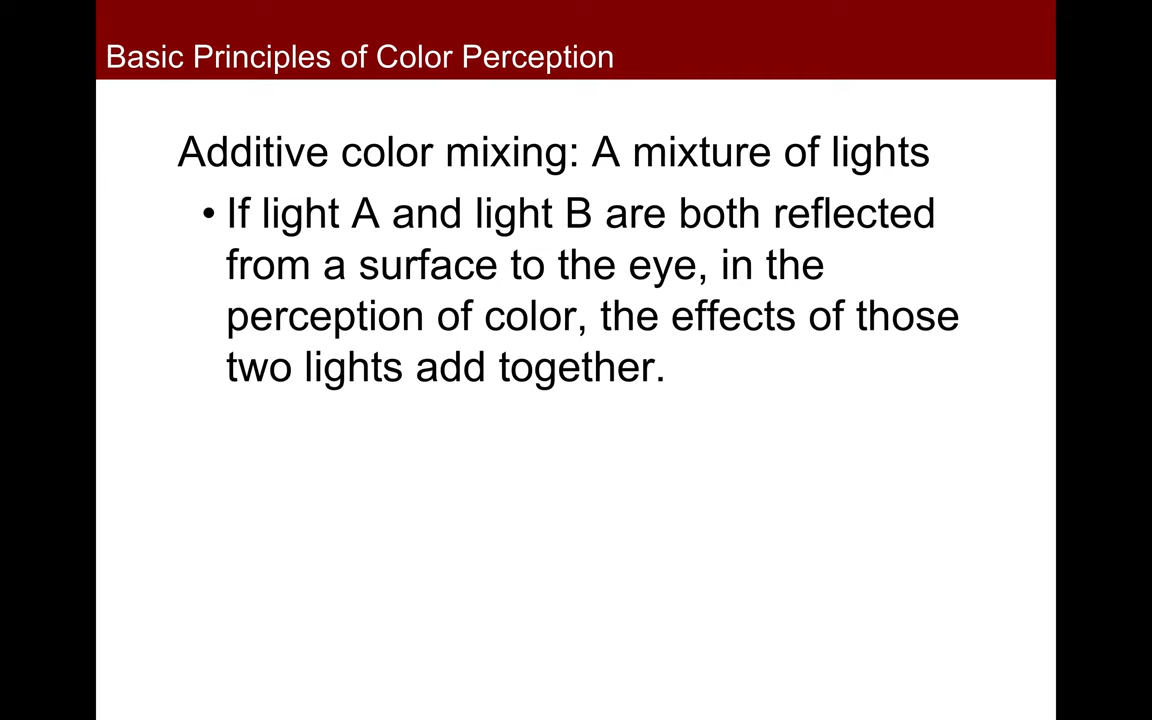 Basic Principles of Color Perception
Additive color mixing: A mixture of lights
• If light A and light B are both reflected
from a surface to the eye, in the
perception of color, the effects of those
two lights add together.